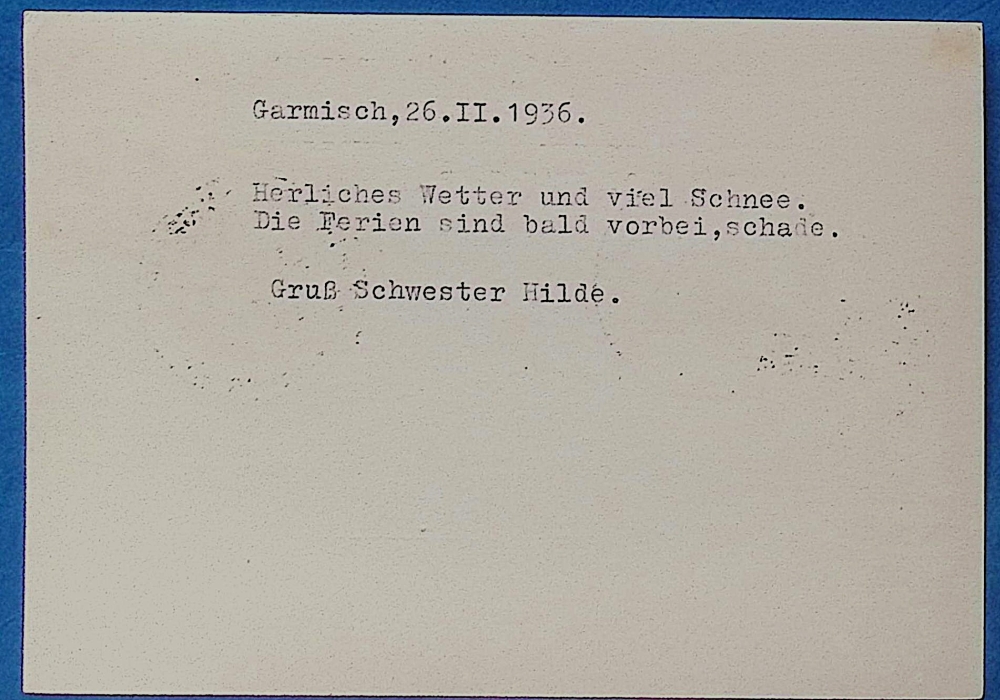 Garmisch,26.II.1936.
Herliches Wetter und viel Schnee.
Die Ferien sind bald vorbei,schade.
Gruß Schwester Hilde.